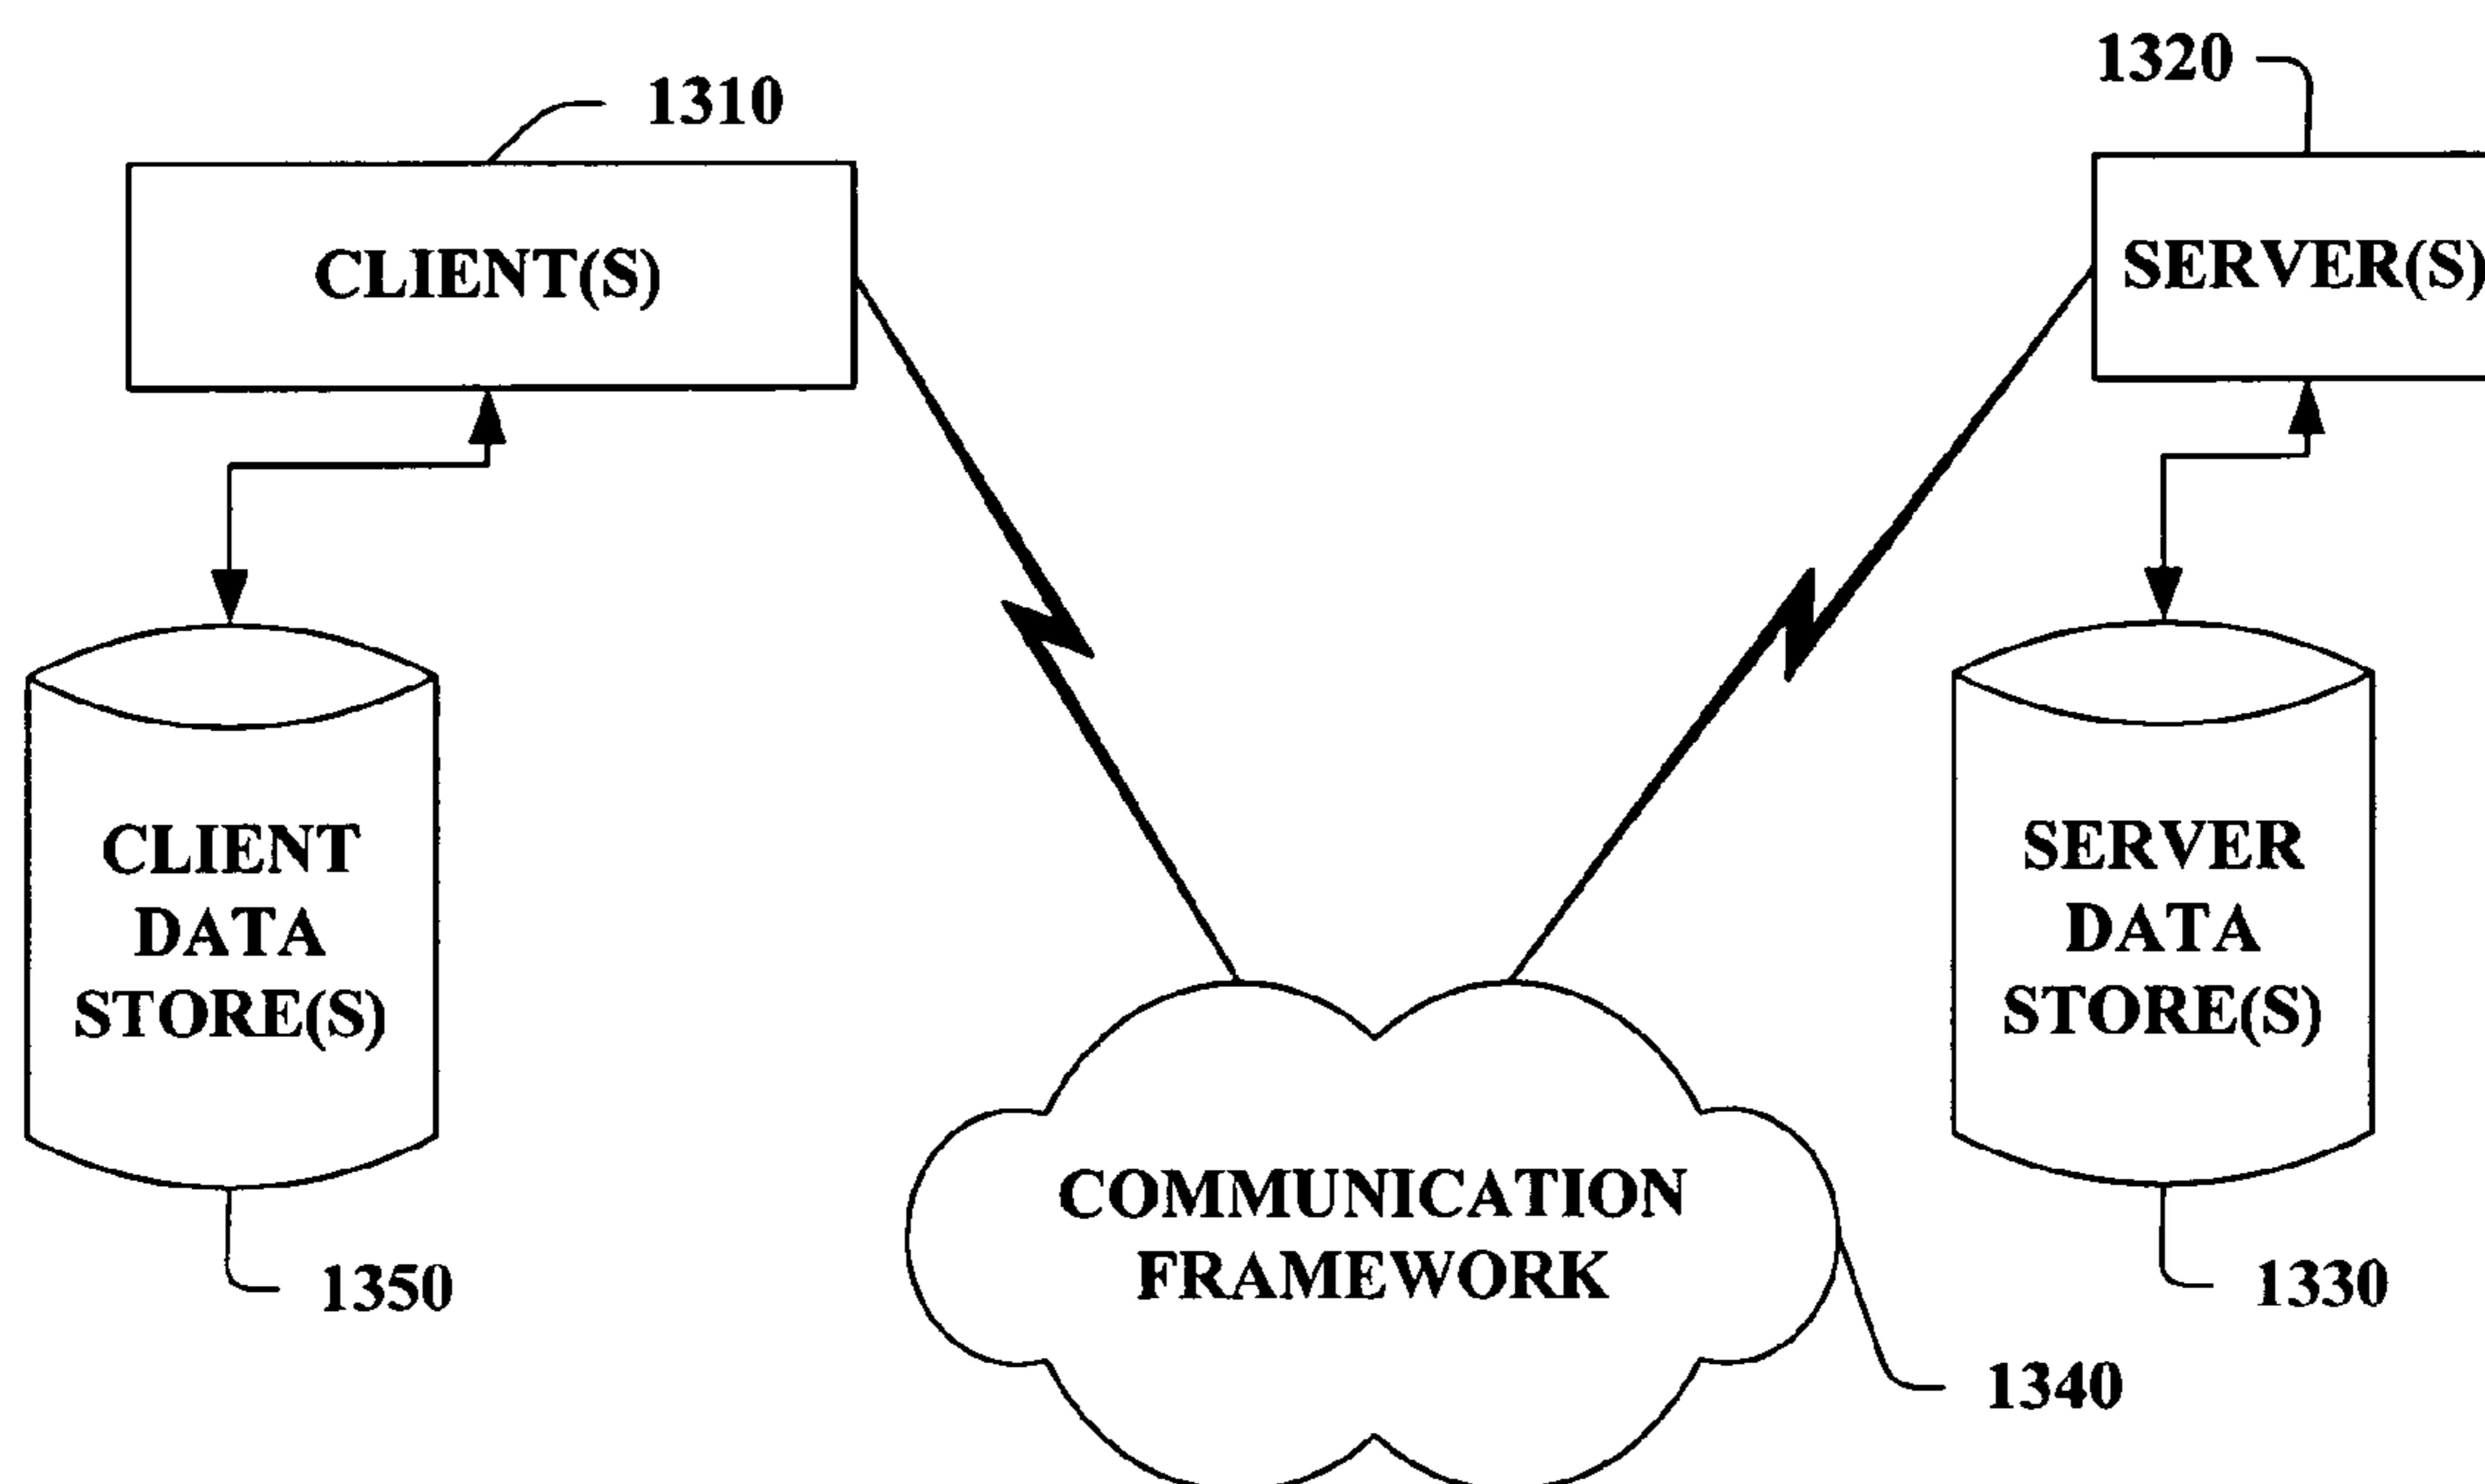 1310
1320
CLIENT(S)
SERVER(S)
CLIENT
DATA
STORE(S)
SERVER
DATA
STORE(S)
COMMUNICATION
FRAMEWORK
1350
1330
1340